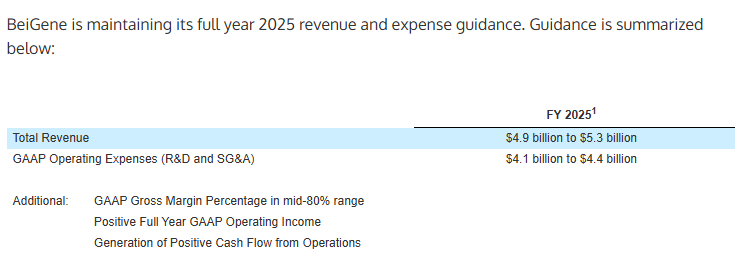 BeiGene is maintaining its full year 2025 revenue and expense guidance. Guidance is summarized
below:
FY 2025¹
Total Revenue $4.9 billion to $5.3 billion
GAAP Operating Expenses (R&D and SG&A) $4.1 billion to $4.4 billion
Additional: GAAP Gross Margin Percentage in mid-80% range
Positive Full Year GAAP Operating Income
Generation of Positive Cash Flow from Operations